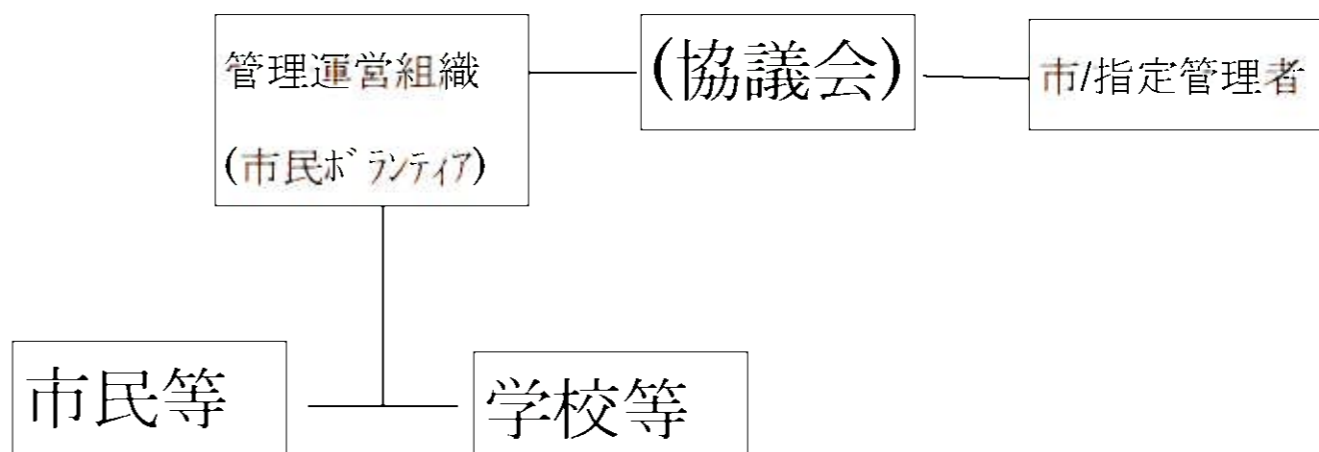 管理運営組織
(市民ﾎﾞﾗﾝﾃｨｱ)
(協議会)
市/指定管理者
市民等
学校等